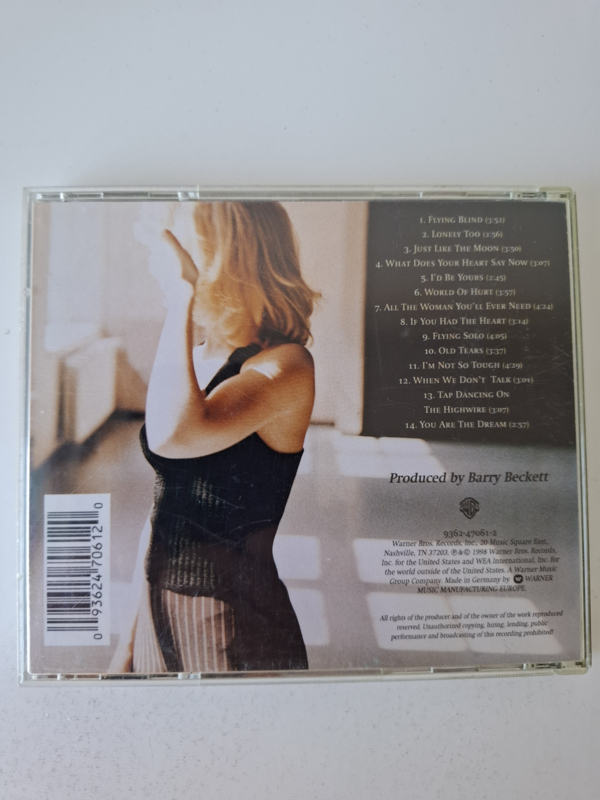 1. Flying Blind (3:52)
2. Lonely Too (2:56)
3. Just Like The Moon (3:50)
4. What Does Your Heart Say Now (3:07)
5. I'd Be Yours (2:45)
6. World Of Hurt (3:57)
7. All The Woman You'll Ever Need (4:24)
8. If You Had The Heart (3:14)
9. Flying Solo (4:05)
10. Old Tears (3:37)
11. I'm Not So Tough (4:29)
12. When We Don't Talk (3:01)
13. Tap Dancing On
The Highwire (3:07)
14. You Are The Dream (2:57)
Produced by Barry Beckett
WB
9362-47061-2
Warner Bros. Records, Inc., 20 Music Square East,
Nashville, TN 37203. ℗&© 1998 Warner Bros. Records,
Inc. for the United States and WEA International, Inc. for
the world outside of the United States. A Warner Music
Group Company. Made in Germany by WARNER
MUSIC MANUFACTURING EUROPE.
All rights of the producer and of the owner of the work reproduced
reserved. Unauthorized copying, hiring, lending, public
performance and broadcasting of this recording prohibited!
0 93624 70612 0